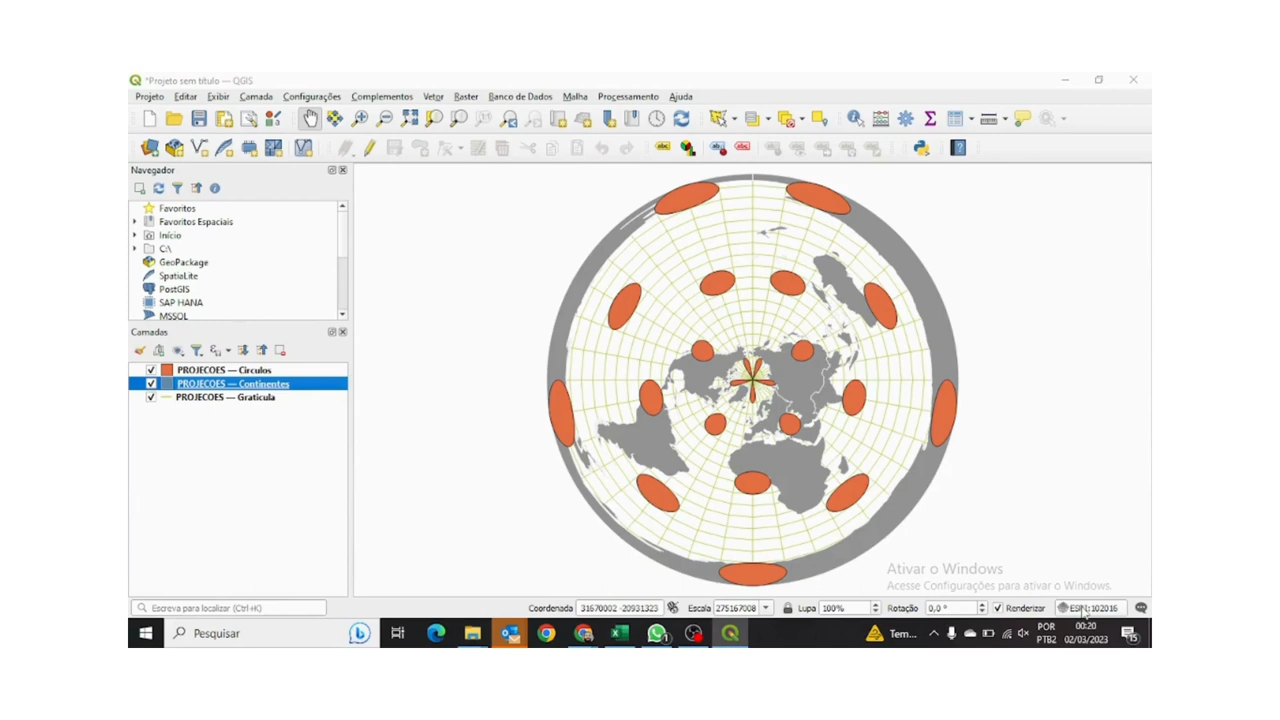 *Projeto sem título — QGIS
Projeto Editar Exibir Camada Configurações Complementos Vetor Raster Banco de Dados Malha Processamento Ajuda
Navegador
Favoritos
Favoritos Espaciais
Início
C:\
GeoPackage
SpatiaLite
PostGIS
SAP HANA
MSSQL
Camadas
PROJECOES — Circulos
PROJECOES — Continentes
PROJECOES — Graticula
Ativar o Windows
Acesse Configurações para ativar o Windows.
Escreva para localizar (Ctrl+K)
Coordenada 31670002 -20931323 Escala 275167008 Lupa 100% Rotação 0,0 ° Renderizar ESRI:102016
Pesquisar
Tem...
POR
PTB2
00:20
02/03/2023
15